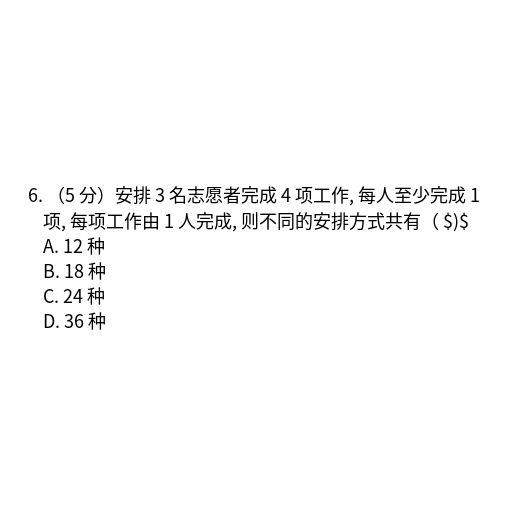 6. （5 分）安排 3 名志愿者完成 4 项工作, 每人至少完成 1
项, 每项工作由 1 人完成, 则不同的安排方式共有（ $)$
A. 12 种
B. 18 种
C. 24 种
D. 36 种